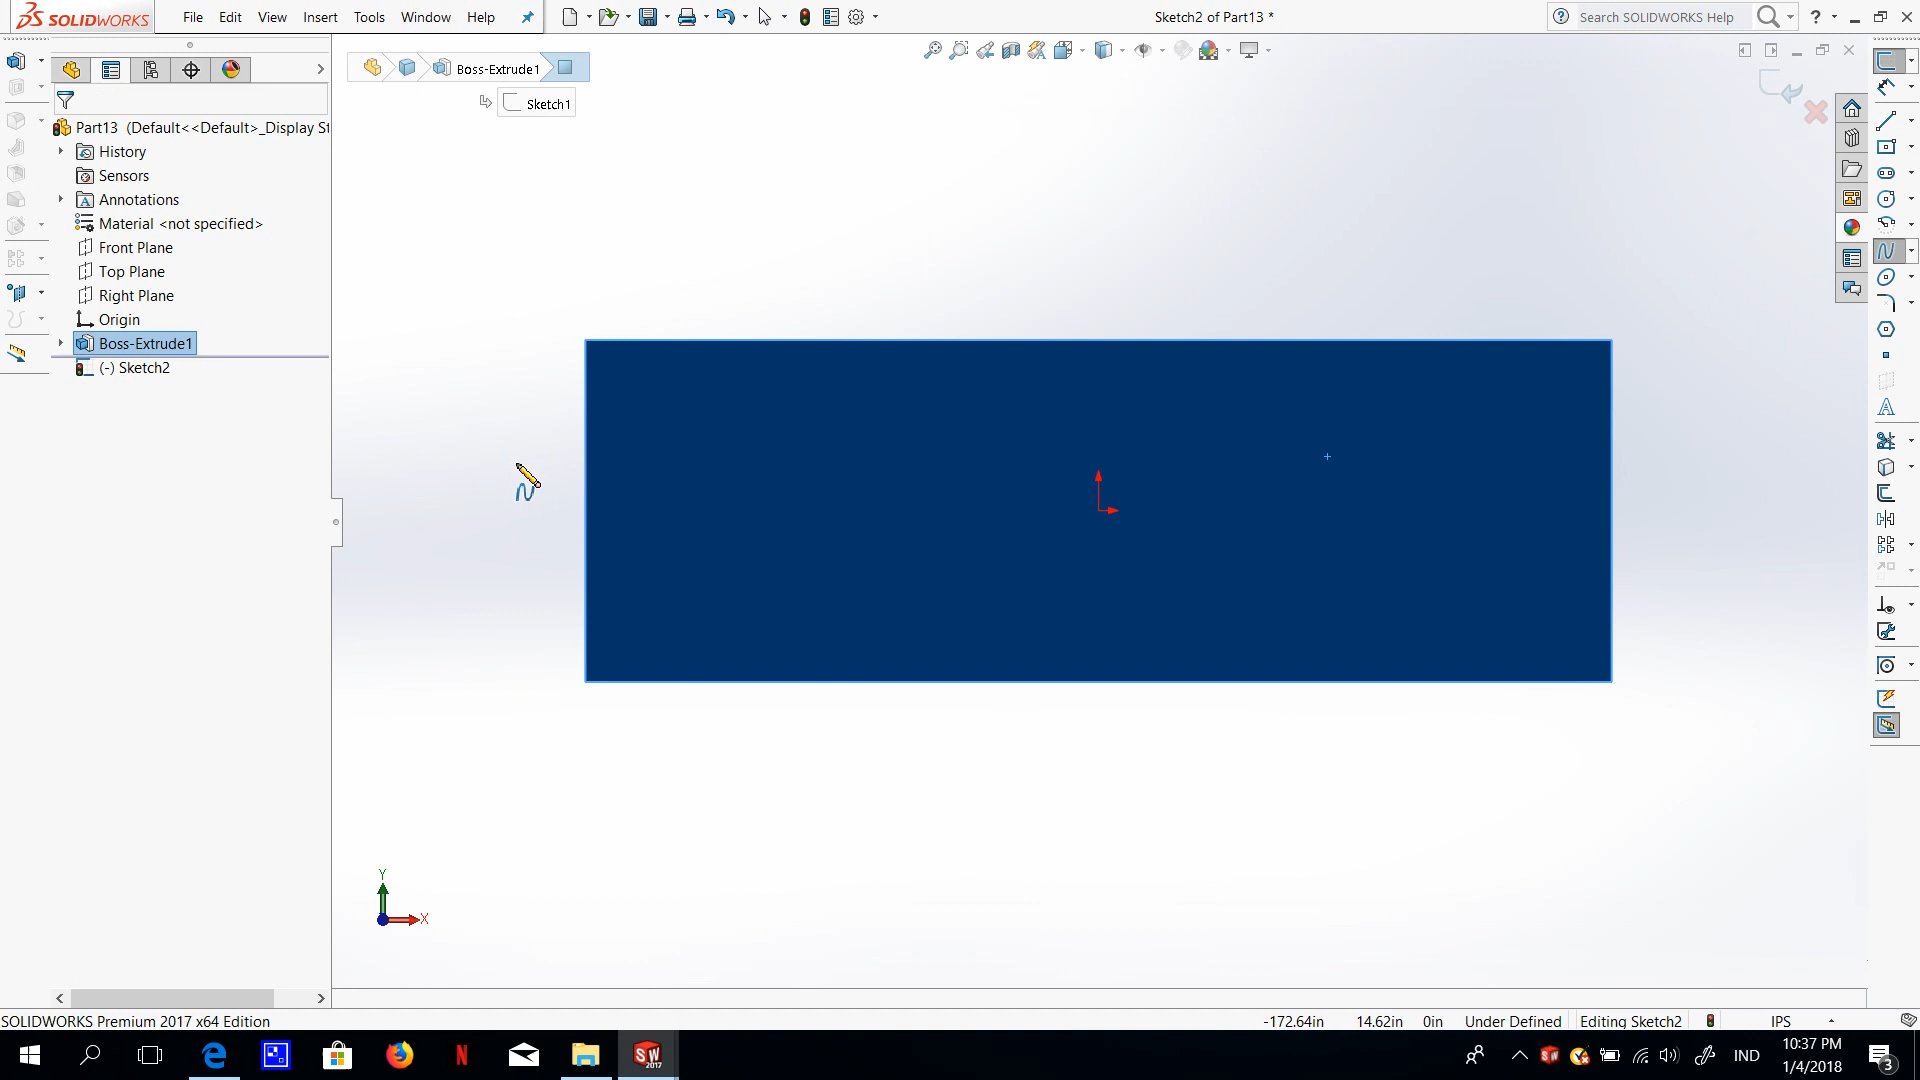 SOLIDWORKS
File Edit View Insert Tools Window Help
Sketch2 of Part13 *
Search SOLIDWORKS Help
Boss-Extrude1
Sketch1
Part13 (Default<<Default>_Display St
History
Sensors
Annotations
Material <not specified>
Front Plane
Top Plane
Right Plane
Origin
Boss-Extrude1
(-) Sketch2
Y
X
SOLIDWORKS Premium 2017 x64 Edition
-172.64in 14.62in 0in Under Defined Editing Sketch2 IPS
IND
10:37 PM
1/4/2018
3
SW
2017